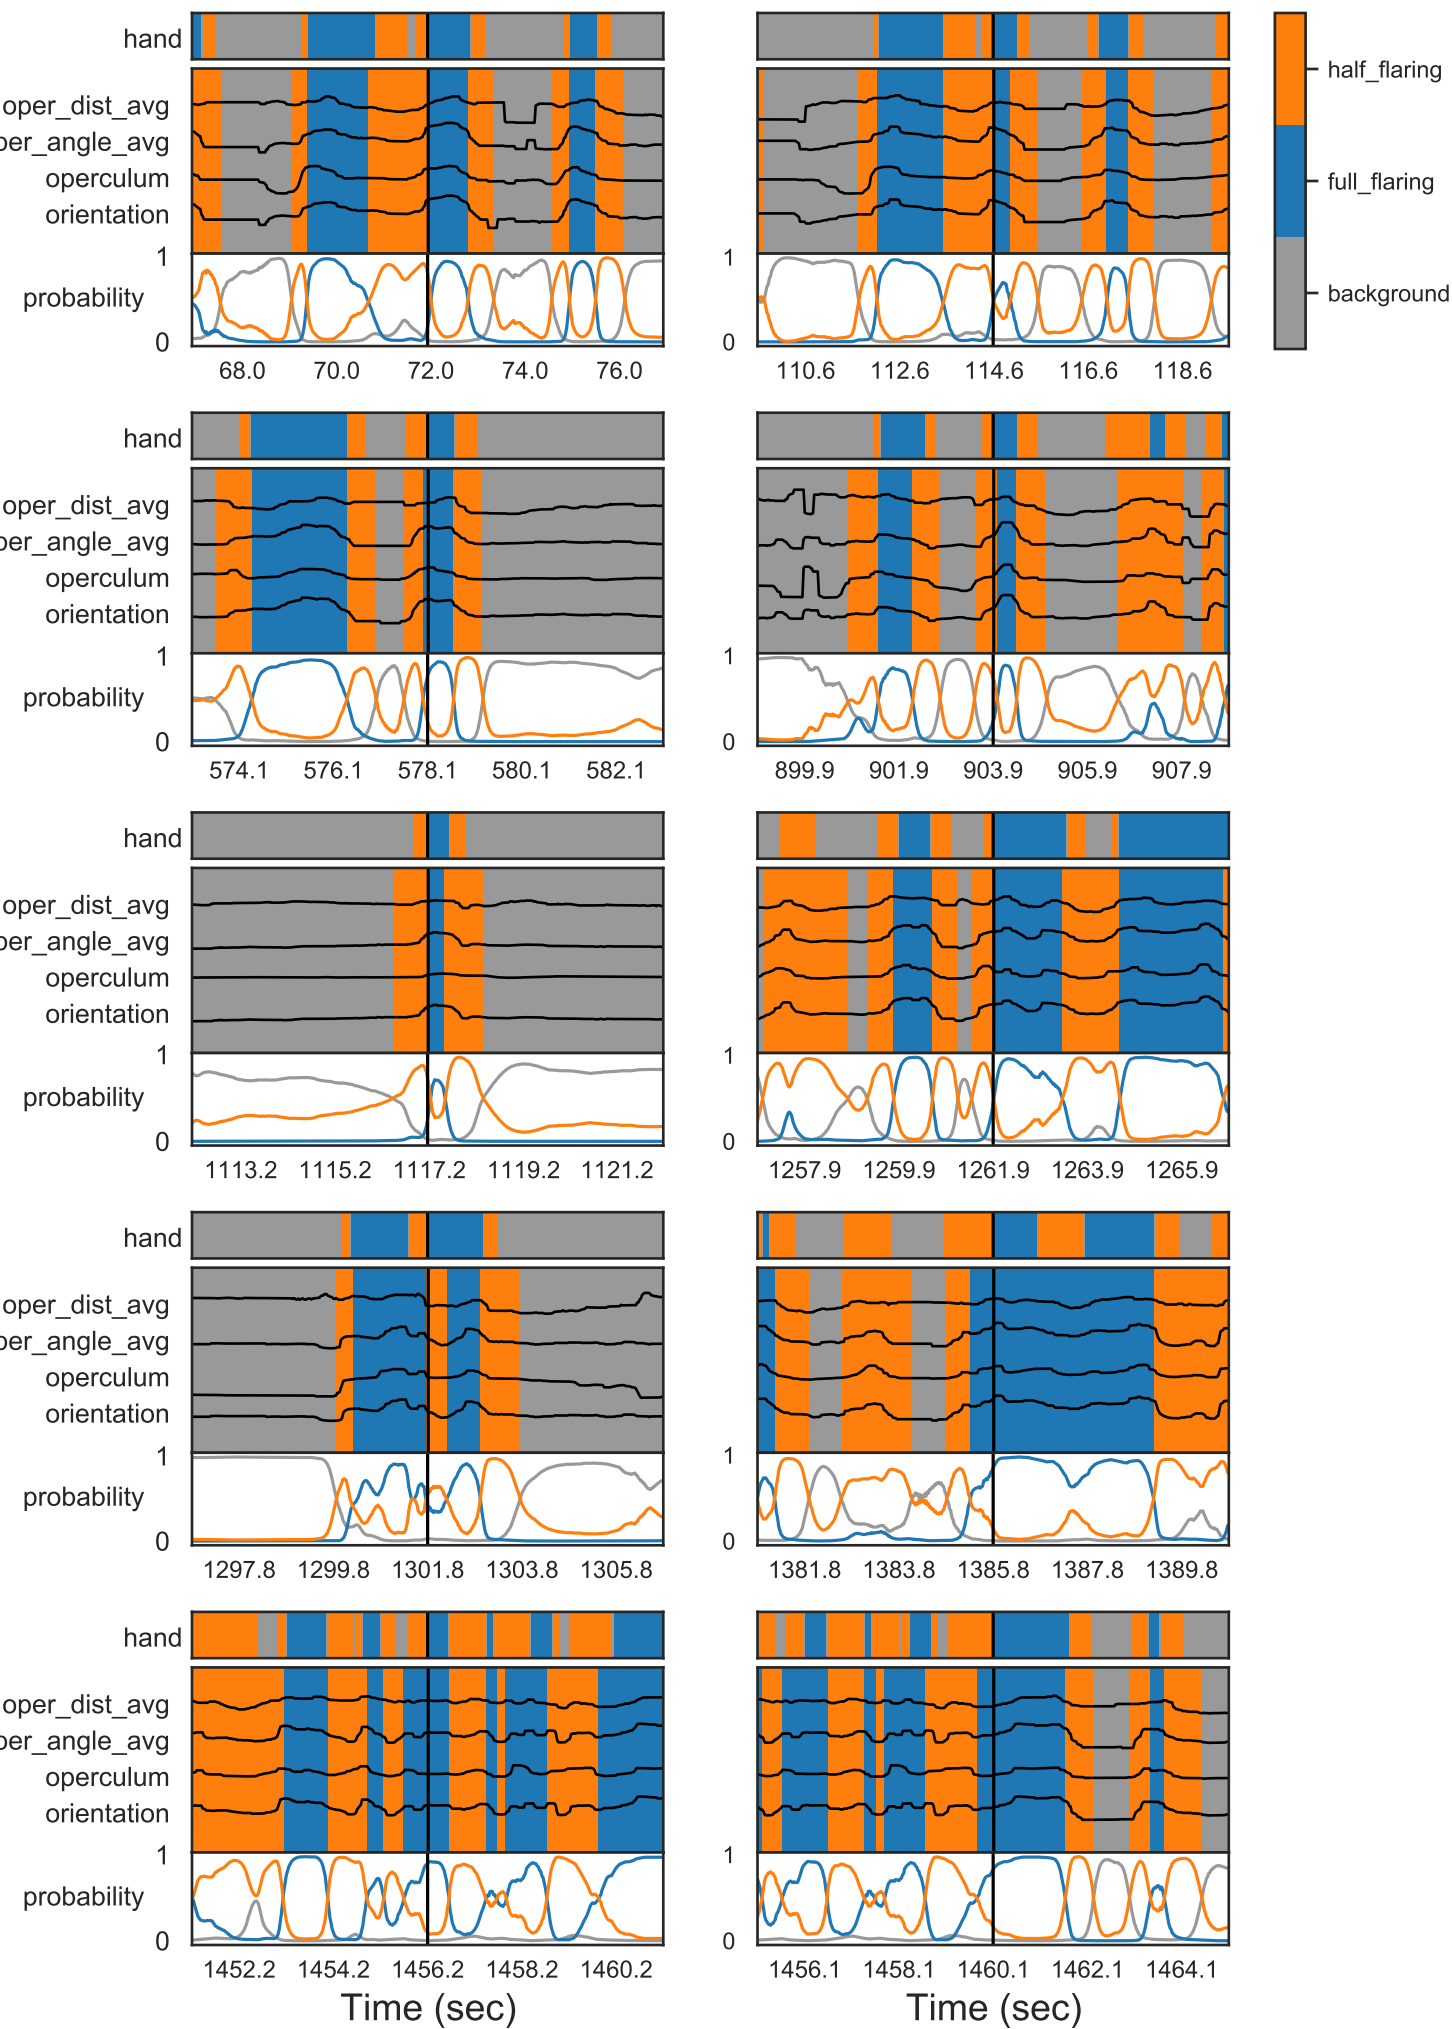 hand
oper_dist_avg
per_angle_avg
operculum
orientation
1
probability
0
68.0 70.0 72.0 74.0 76.0
1
0
110.6 112.6 114.6 116.6 118.6
half_flaring
full_flaring
background
hand
oper_dist_avg
per_angle_avg
operculum
orientation
1
probability
0
574.1 576.1 578.1 580.1 582.1
1
0
899.9 901.9 903.9 905.9 907.9
hand
oper_dist_avg
per_angle_avg
operculum
orientation
1
probability
0
1113.2 1115.2 1117.2 1119.2 1121.2
1
0
1257.9 1259.9 1261.9 1263.9 1265.9
hand
oper_dist_avg
per_angle_avg
operculum
orientation
1
probability
0
1297.8 1299.8 1301.8 1303.8 1305.8
1
0
1381.8 1383.8 1385.8 1387.8 1389.8
hand
oper_dist_avg
per_angle_avg
operculum
orientation
1
probability
0
1452.2 1454.2 1456.2 1458.2 1460.2
Time (sec)
1
0
1456.1 1458.1 1460.1 1462.1 1464.1
Time (sec)